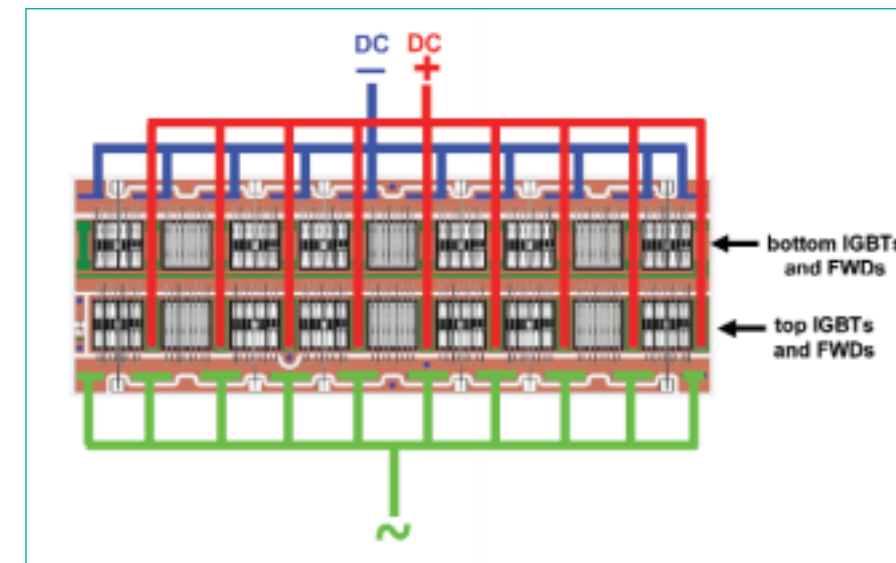 DC DC
− +
bottom IGBTs
and FWDs
top IGBTs
and FWDs
~